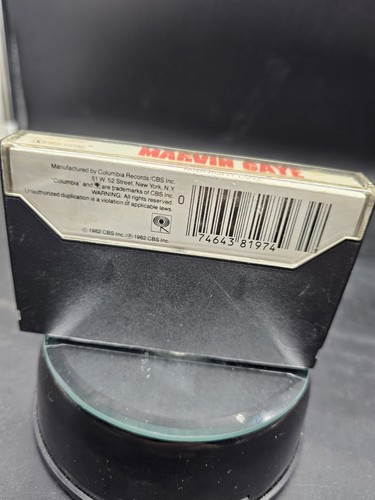 MARVIN GAYE
Manufactured by Columbia Records/CBS Inc.
51 W. 52 Street, New York, N.Y.
"Columbia" and are trademarks of CBS Inc.
WARNING: All rights reserved.
Unauthorized duplication is a violation of applicable laws.
0
74643 81974
© 1982 CBS Inc./℗ 1982 CBS Inc.